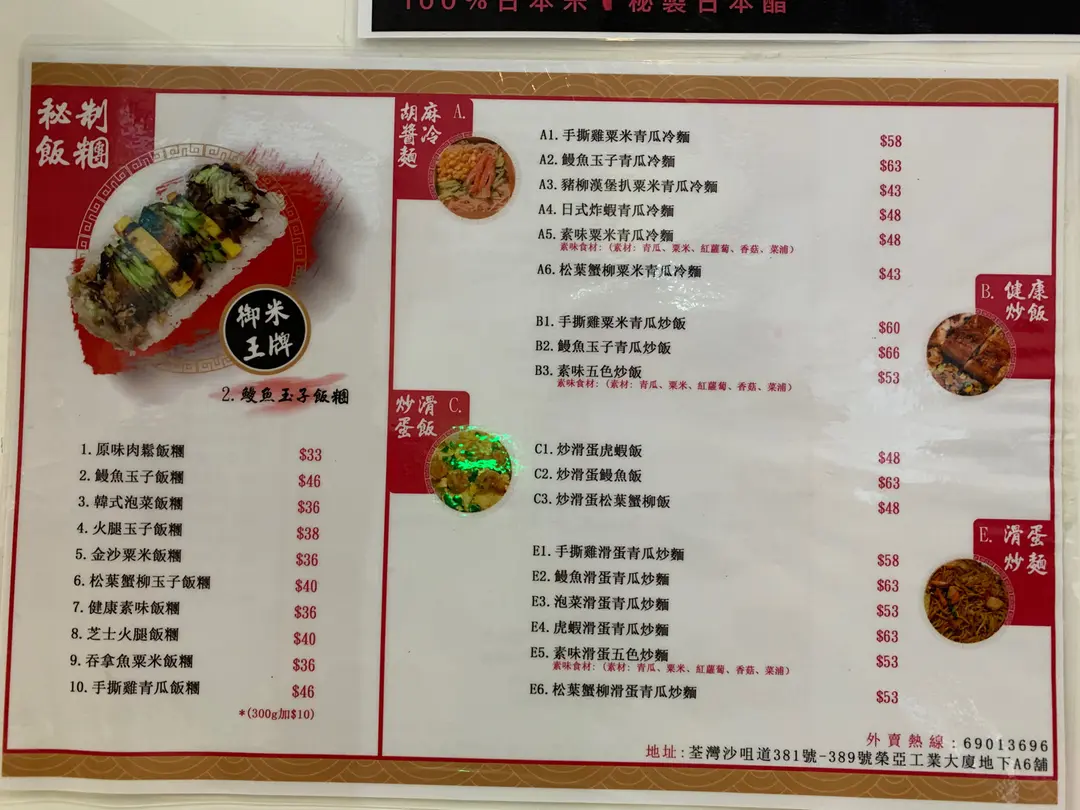 100%日本米
秘製日本醋
秘制
飯糰
御米
王牌
2.鰻魚玉子飯糰
1.原味肉鬆飯糰 $33
2.鰻魚玉子飯糰 $46
3.韓式泡菜飯糰 $36
4.火腿玉子飯糰 $38
5.金沙粟米飯糰 $36
6.松葉蟹柳玉子飯糰 $40
7.健康素味飯糰 $36
8.芝士火腿飯糰 $40
9.吞拿魚粟米飯糰 $36
10.手撕雞青瓜飯糰 $46
*(300g加$10)
胡麻醬冷麵 A.
A1.手撕雞粟米青瓜冷麵 $58
A2.鰻魚玉子青瓜冷麵 $63
A3.豬柳漢堡扒粟米青瓜冷麵 $43
A4.日式炸蝦青瓜冷麵 $48
A5.素味粟米青瓜冷麵 $48
素味食材:(素材: 青瓜、粟米、紅蘿蔔、香菇、菜浦)
A6.松葉蟹柳粟米青瓜冷麵 $43
B. 健康
炒飯
B1.手撕雞粟米青瓜炒飯 $60
B2.鰻魚玉子青瓜炒飯 $66
B3.素味五色炒飯 $53
素味食材:(素材: 青瓜、粟米、紅蘿蔔、香菇、菜浦)
炒滑 C.
蛋飯
C1.炒滑蛋虎蝦飯 $48
C2.炒滑蛋鰻魚飯 $63
C3.炒滑蛋松葉蟹柳飯 $48
E. 滑蛋
炒麵
E1.手撕雞滑蛋青瓜炒麵 $58
E2.鰻魚滑蛋青瓜炒麵 $63
E3.泡菜滑蛋青瓜炒麵 $53
E4.虎蝦滑蛋青瓜炒麵 $63
E5.素味滑蛋五色炒麵 $53
素味食材:(素材: 青瓜、粟米、紅蘿蔔、香菇、菜浦)
E6.松葉蟹柳滑蛋青瓜炒麵 $53
外賣熱線:69013696
地址:荃灣沙咀道381號-389號榮亞工業大廈地下A6舖